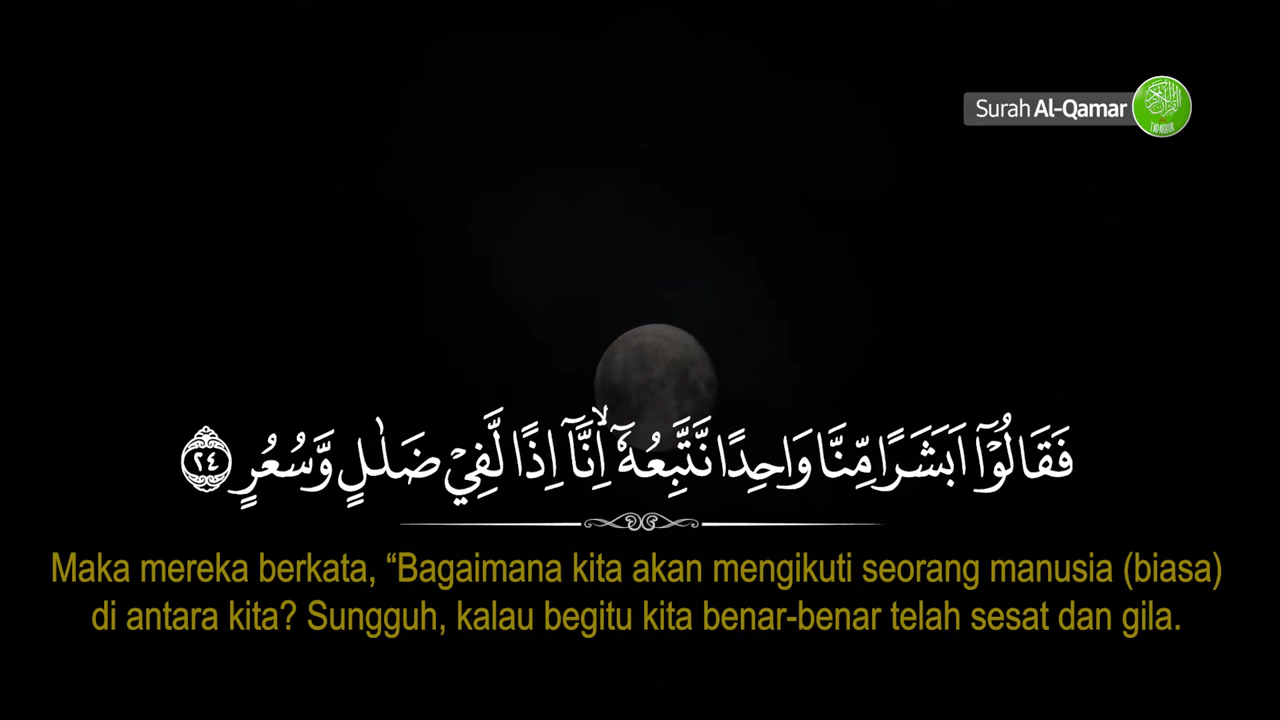 Surah Al-Qamar
فَقَالُوْٓا اَبَشَرًا مِّنَّا وَاحِدًا نَّتَّبِعُهٗٓ ۙاِنَّآ اِذًا لَّفِيْ ضَلٰلٍ وَّسُعُرٍ ٢٤
Maka mereka berkata, “Bagaimana kita akan mengikuti seorang manusia (biasa)
di antara kita? Sungguh, kalau begitu kita benar-benar telah sesat dan gila.